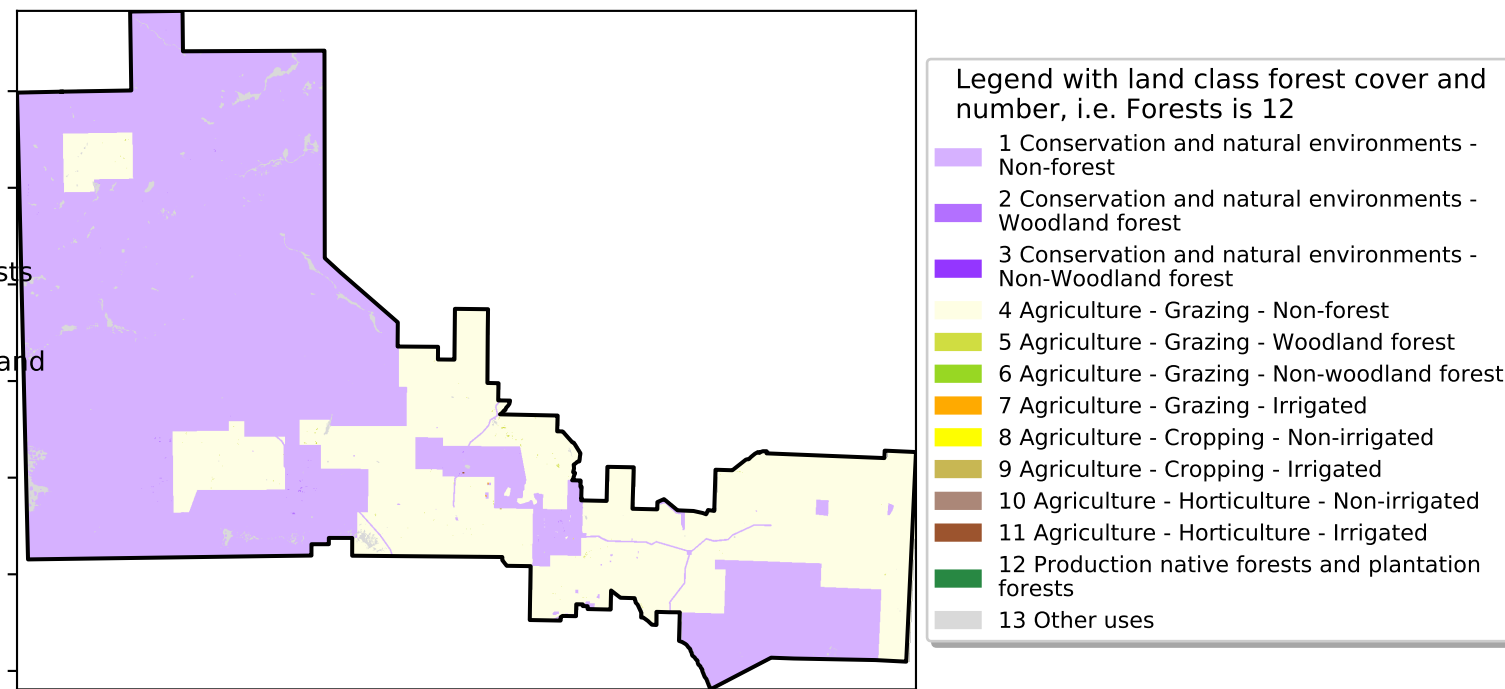 Legend with land class forest cover and
number, i.e. Forests is 12
1 Conservation and natural environments -
Non-forest
2 Conservation and natural environments -
Woodland forest
3 Conservation and natural environments -
Non-Woodland forest
4 Agriculture - Grazing - Non-forest
5 Agriculture - Grazing - Woodland forest
6 Agriculture - Grazing - Non-woodland forest
7 Agriculture - Grazing - Irrigated
8 Agriculture - Cropping - Non-irrigated
9 Agriculture - Cropping - Irrigated
10 Agriculture - Horticulture - Non-irrigated
11 Agriculture - Horticulture - Irrigated
12 Production native forests and plantation
forests
13 Other uses